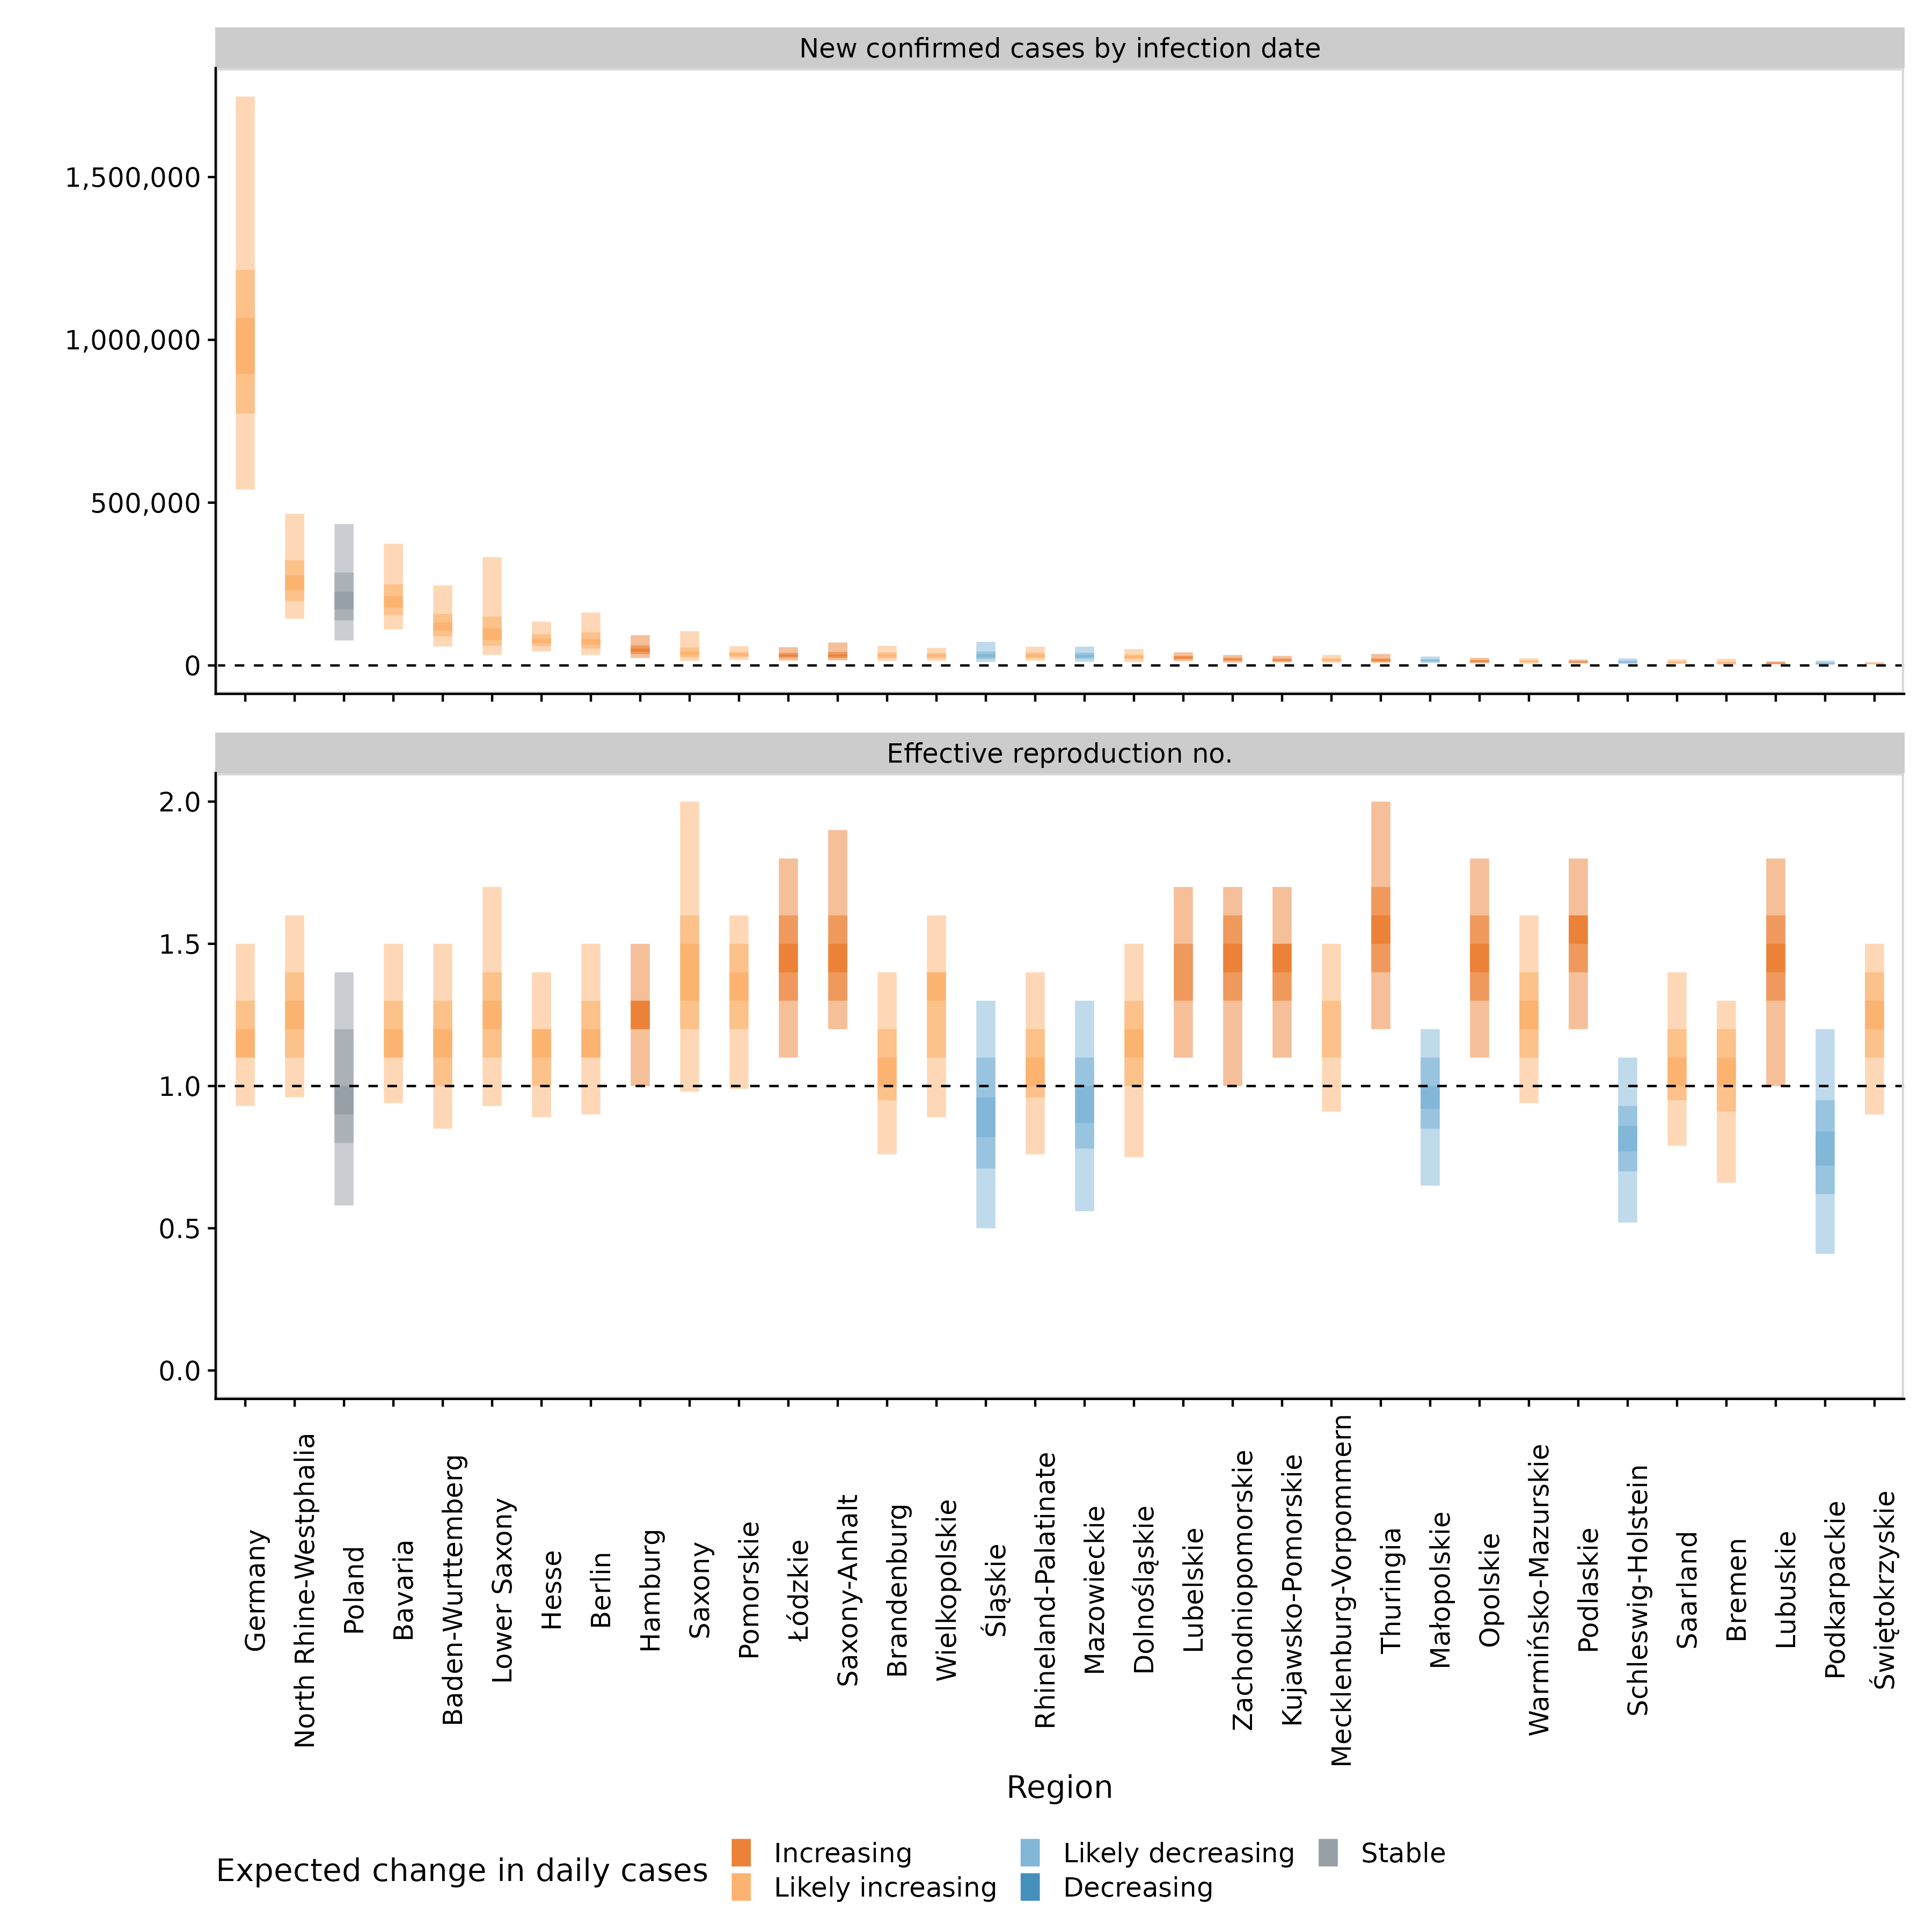 New confirmed cases by infection date
1,500,000
1,000,000
500,000
0
Effective reproduction no.
2.0
1.5
1.0
0.5
0.0
Germany
North Rhine-Westphalia
Poland
Bavaria
Baden-Wurttemberg
Lower Saxony
Hesse
Berlin
Hamburg
Saxony
Pomorskie
Łódzkie
Saxony-Anhalt
Brandenburg
Wielkopolskie
Śląskie
Rhineland-Palatinate
Mazowieckie
Dolnośląskie
Lubelskie
Zachodniopomorskie
Kujawsko-Pomorskie
Mecklenburg-Vorpommern
Thuringia
Małopolskie
Opolskie
Warmińsko-Mazurskie
Podlaskie
Schleswig-Holstein
Saarland
Bremen
Lubuskie
Podkarpackie
Świętokrzyskie
Region
Expected change in daily cases
Increasing
Likely increasing
Likely decreasing
Decreasing
Stable